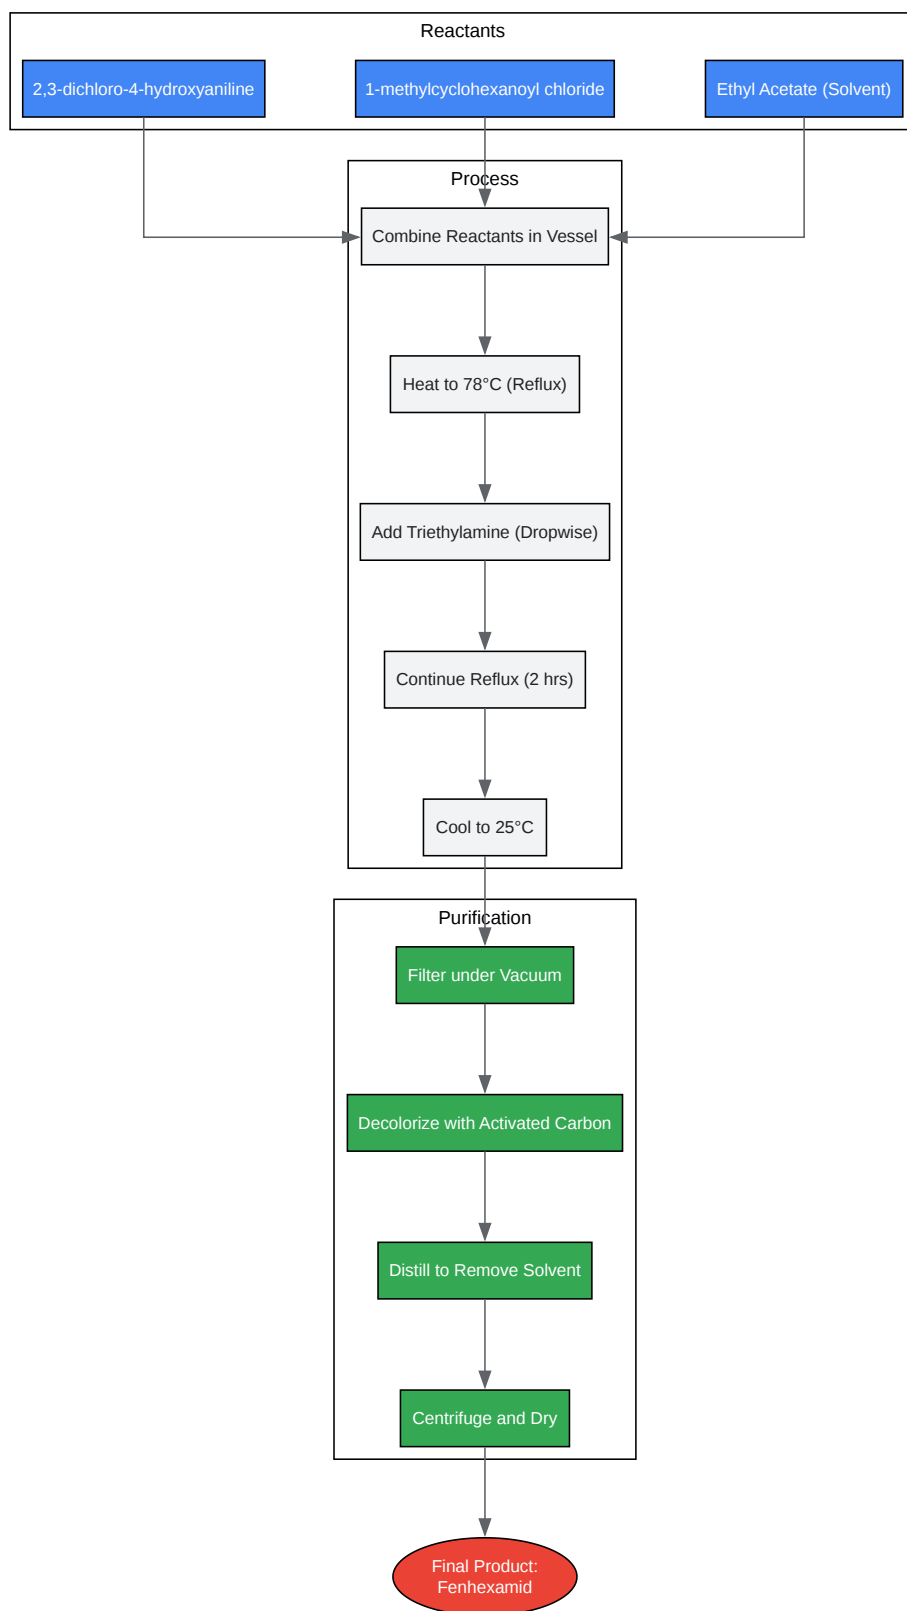 Reactants
2,3-dichloro-4-hydroxyaniline
1-methylcyclohexanoyl chloride
Ethyl Acetate (Solvent)
Process
Combine Reactants in Vessel
Heat to 78°C (Reflux)
Add Triethylamine (Dropwise)
Continue Reflux (2 hrs)
Cool to 25°C
Purification
Filter under Vacuum
Decolorize with Activated Carbon
Distill to Remove Solvent
Centrifuge and Dry
Final Product:
Fenhexamid